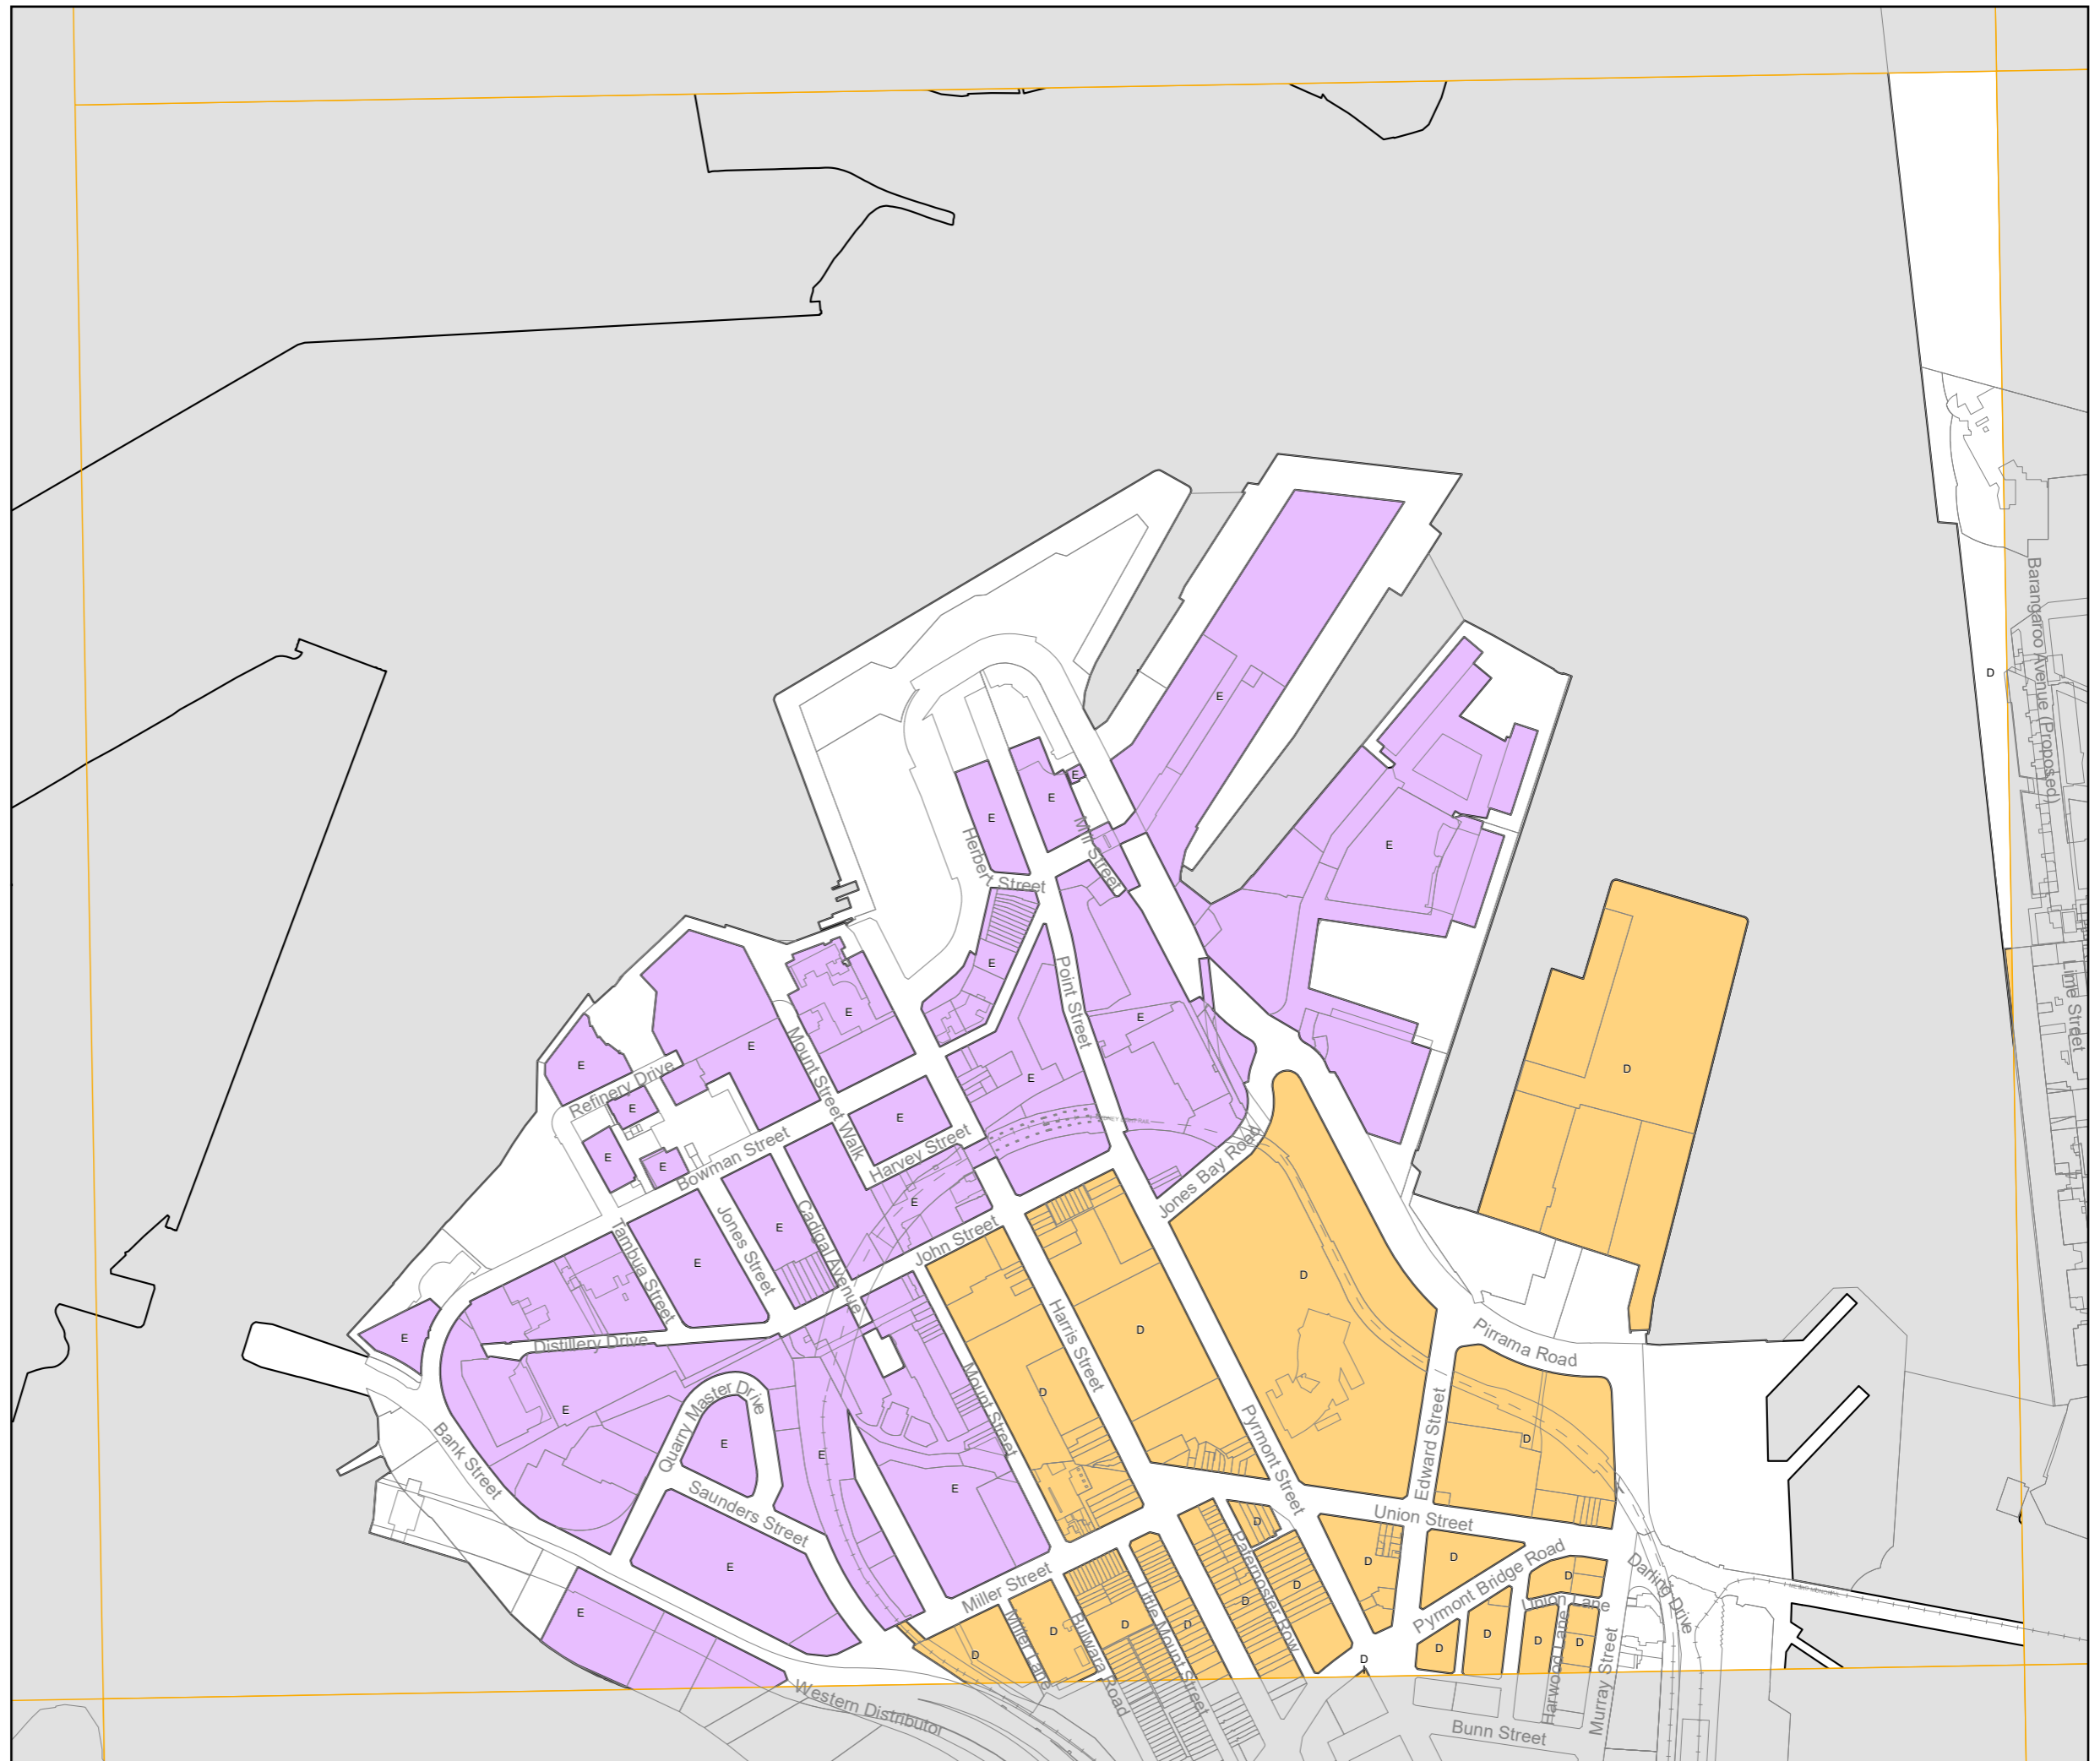 Barangaroo Avenue (Proposed)
D
E
E
E
Mill Street
E
Herbert Street
E
E
Point Street
Lime Street
E
E
E
E
D
E
E
Refinery Drive
Mount Street Walk
E
E
Harvey Street
E
E
Bowman Street
Jones Bay Road
E
Cadigal Avenue
John Street
Jones Street
E
Tambua Street
E
D
D
Pirrama Road
E
Distillery Drive
Harris Street
D
Mount Street
Quarry Master Drive
E
E
E
Edward Street
D
Pyrmont Street
Bank Street
E
Saunders Street
Union Street
D
D
D
E
Miller Street
Pyrmont Bridge Road
Darling Drive
D
D
Paternoster Row
D
Union Lane
E
Miller Lane
D
Bulwara Road
D
Little Mount Street
D
D
D
D
D
Harwood Lane
D
Murray Street
D
D
Western Distributor
Bunn Street